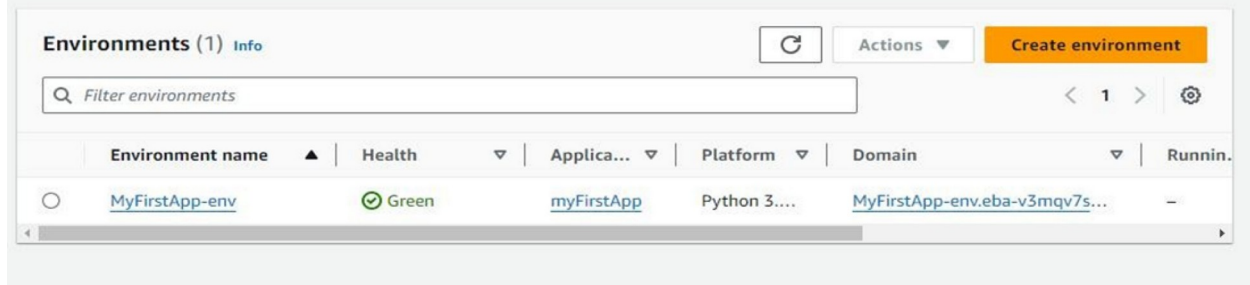 Environments (1) Info
Actions
Create environment
Filter environments
1
Environment name Health Applica... Platform Domain Runnin.
MyFirstApp-env Green myFirstApp Python 3.... MyFirstApp-env.eba-v3mqv7s... –